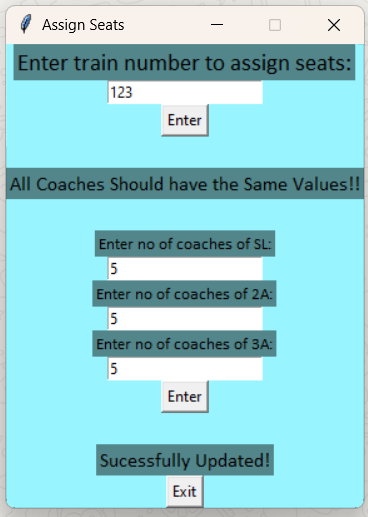 Assign Seats
Enter train number to assign seats:
123
Enter
All Coaches Should have the Same Values!!
Enter no of coaches of SL:
5
Enter no of coaches of 2A:
5
Enter no of coaches of 3A:
5
Enter
Sucessfully Updated!
Exit